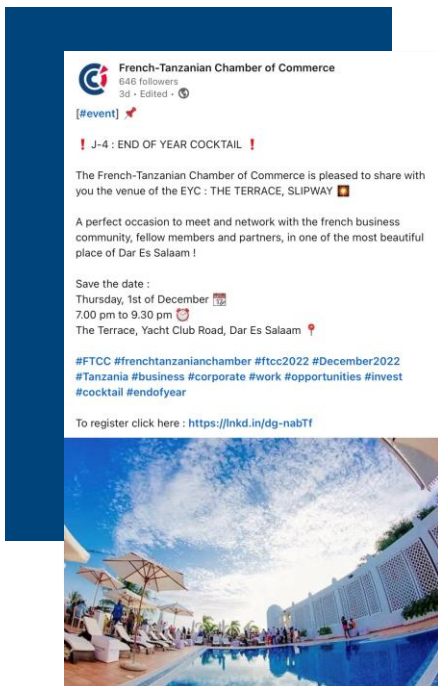 French-Tanzanian Chamber of Commerce
646 followers
3d • Edited •
[#event] 📌
❗ J-4 : END OF YEAR COCKTAIL ❗
The French-Tanzanian Chamber of Commerce is pleased to share with
you the venue of the EYC : THE TERRACE, SLIPWAY 🎇
A perfect occasion to meet and network with the french business
community, fellow members and partners, in one of the most beautiful
place of Dar Es Salaam !
Save the date :
Thursday, 1st of December 📆
7.00 pm to 9.30 pm ⏰
The Terrace, Yacht Club Road, Dar Es Salaam 📍
#FTCC #frenchtanzanianchamber #ftcc2022 #December2022
#Tanzania #business #corporate #work #opportunities #invest
#cocktail #endofyear
To register click here : https://lnkd.in/dg-nabTf